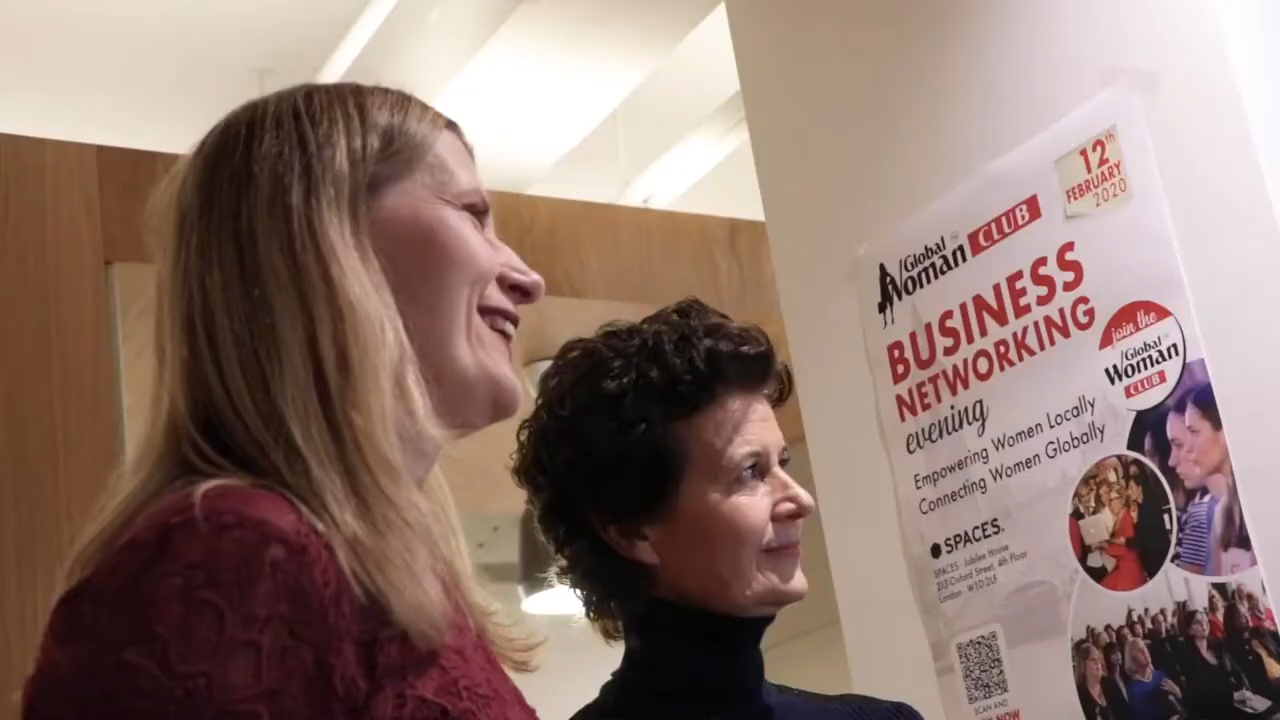 12th
FEBRUARY
2020
Global
Woman
CLUB
BUSINESS
NETWORKING
evening
join the
Global
Woman
CLUB
Empowering Women Locally
Connecting Women Globally
SPACES.
SPACES - Jubilee House
213 Oxford Street, 4th Floor
London - W1D 2LF
SCAN AND
NOW